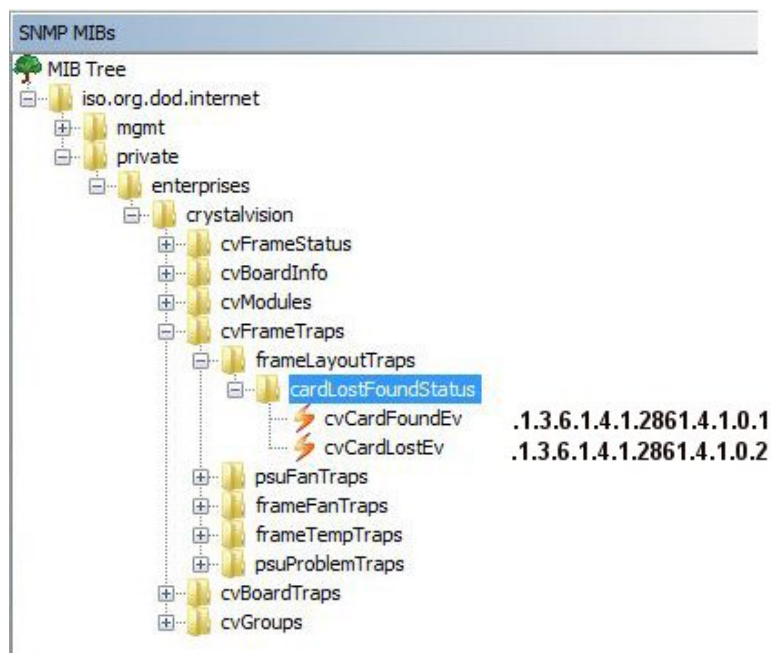 SNMP MIBs
MIB Tree
iso.org.dod.internet
mgmt
private
enterprises
crystalvision
cvFrameStatus
cvBoardInfo
cvModules
cvFrameTraps
frameLayoutTraps
cardLostFoundStatus
cvCardFoundEv .1.3.6.1.4.1.2861.4.1.0.1
cvCardLostEv .1.3.6.1.4.1.2861.4.1.0.2
psuFanTraps
frameFanTraps
frameTempTraps
psuProblemTraps
cvBoardTraps
cvGroups